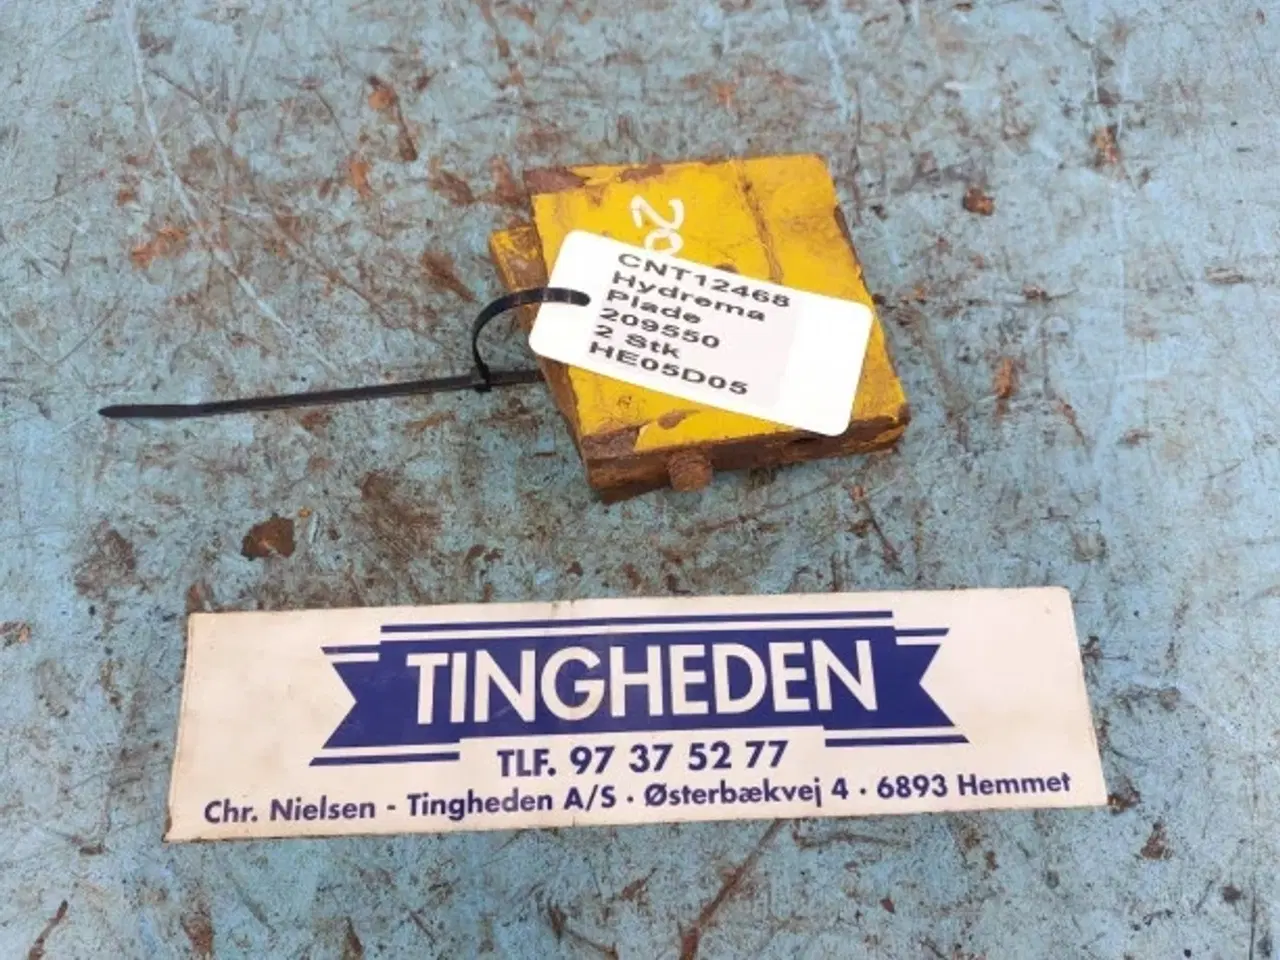 20
CNT12468
Hydrema
Plade
209550
2 Stk
HE05D05
TINGHEDEN
TLF. 97 37 52 77
Chr. Nielsen - Tingheden A/S · Østerbækvej 4 · 6893 Hemmet